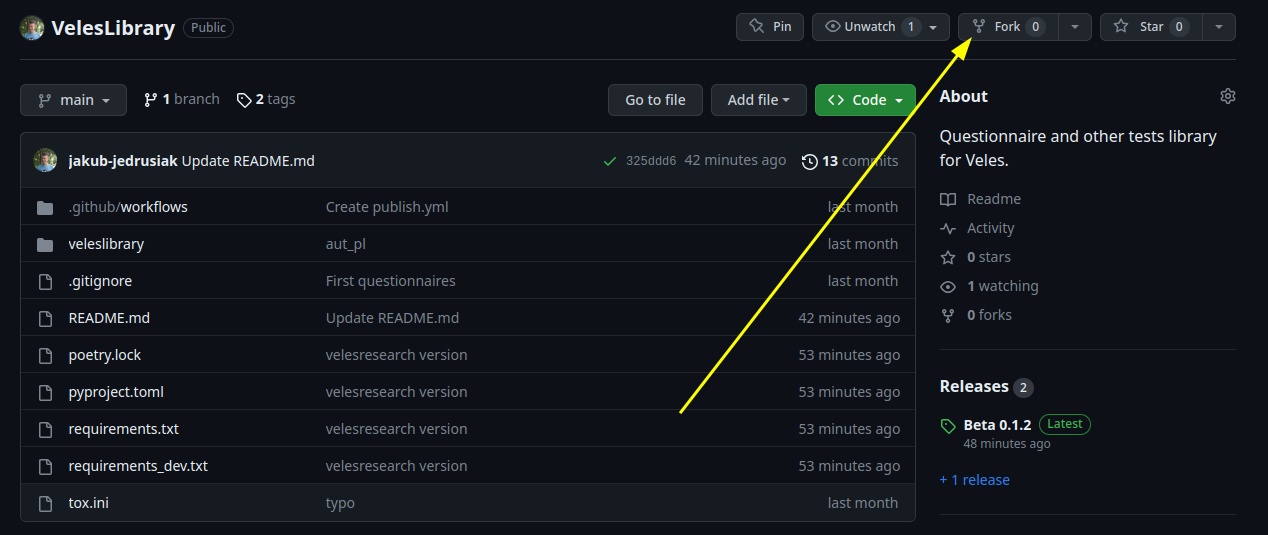 VelesLibrary Public Pin Unwatch 1 Fork 0 Star 0
main 1 branch 2 tags Go to file Add file Code
jakub-jedrusiak Update README.md 325ddd6 42 minutes ago 13 commits
.github/workflows Create publish.yml last month
veleslibrary aut_pl last month
.gitignore First questionnaires last month
README.md Update README.md 42 minutes ago
poetry.lock velesresearch version 53 minutes ago
pyproject.toml velesresearch version 53 minutes ago
requirements.txt velesresearch version 53 minutes ago
requirements_dev.txt velesresearch version 53 minutes ago
tox.ini typo last month
About
Questionnaire and other tests library
for Veles.
Readme
Activity
0 stars
1 watching
0 forks
Releases 2
Beta 0.1.2 Latest
48 minutes ago
+ 1 release